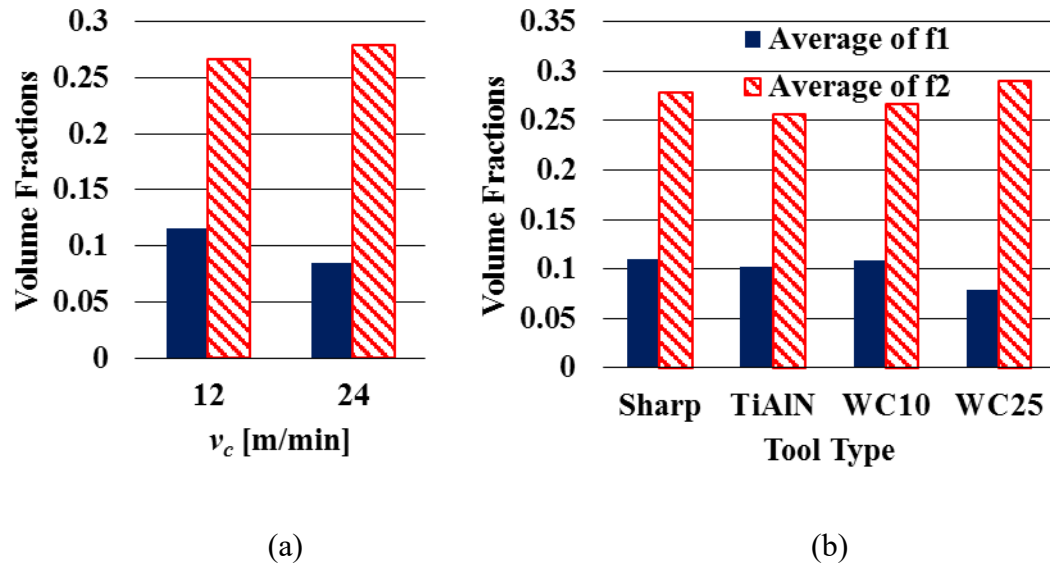 Volume Fractions
0.3
0.25
0.2
0.15
0.1
0.05
0
12 24
v_c [m/min]
(a)
Volume Fractions
0.35
0.3
0.25
0.2
0.15
0.1
0.05
0
Average of f1
Average of f2
Sharp TiAlN WC10 WC25
Tool Type
(b)